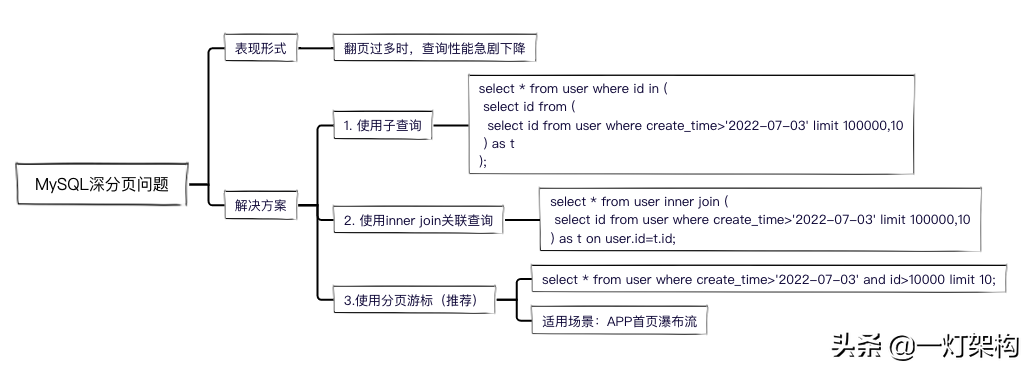 MySQL深分页问题
表现形式
翻页过多时，查询性能急剧下降
解决方案
1. 使用子查询
select * from user where id in (
select id from (
select id from user where create_time>'2022-07-03' limit 100000,10
) as t
);
2. 使用inner join关联查询
select * from user inner join (
select id from user where create_time>'2022-07-03' limit 100000,10
) as t on user.id=t.id;
3.使用分页游标（推荐）
select * from user where create_time>'2022-07-03' and id>10000 limit 10;
适用场景：APP首页瀑布流
头条 @一灯架构